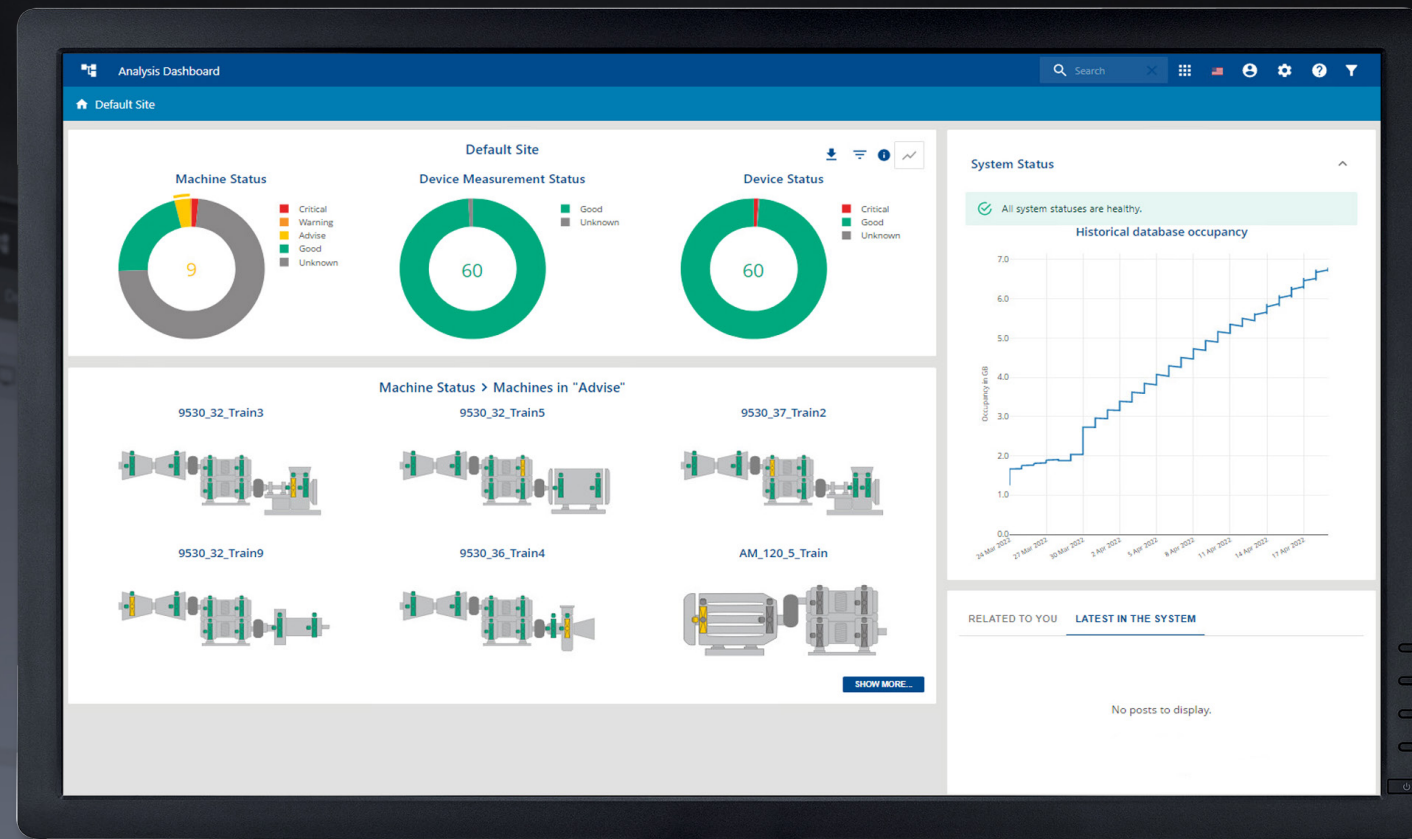 Analysis Dashboard
Search
Default Site
Default Site
Machine Status
Critical
Warning
Advise
Good
Unknown
9
Device Measurement Status
Good
Unknown
60
Device Status
Critical
Good
Unknown
60
Machine Status > Machines in "Advise"
9530_32_Train3
9530_32_Train5
9530_37_Train2
9530_32_Train9
9530_36_Train4
AM_120_5_Train
SHOW MORE...
System Status
All system statuses are healthy.
Historical database occupancy
Occupancy in GB
7.0
6.0
5.0
4.0
3.0
2.0
1.0
0.0
24 Mar 2022
27 Mar 2022
30 Mar 2022
2 Apr 2022
5 Apr 2022
8 Apr 2022
11 Apr 2022
14 Apr 2022
17 Apr 2022
RELATED TO YOU
LATEST IN THE SYSTEM
No posts to display.